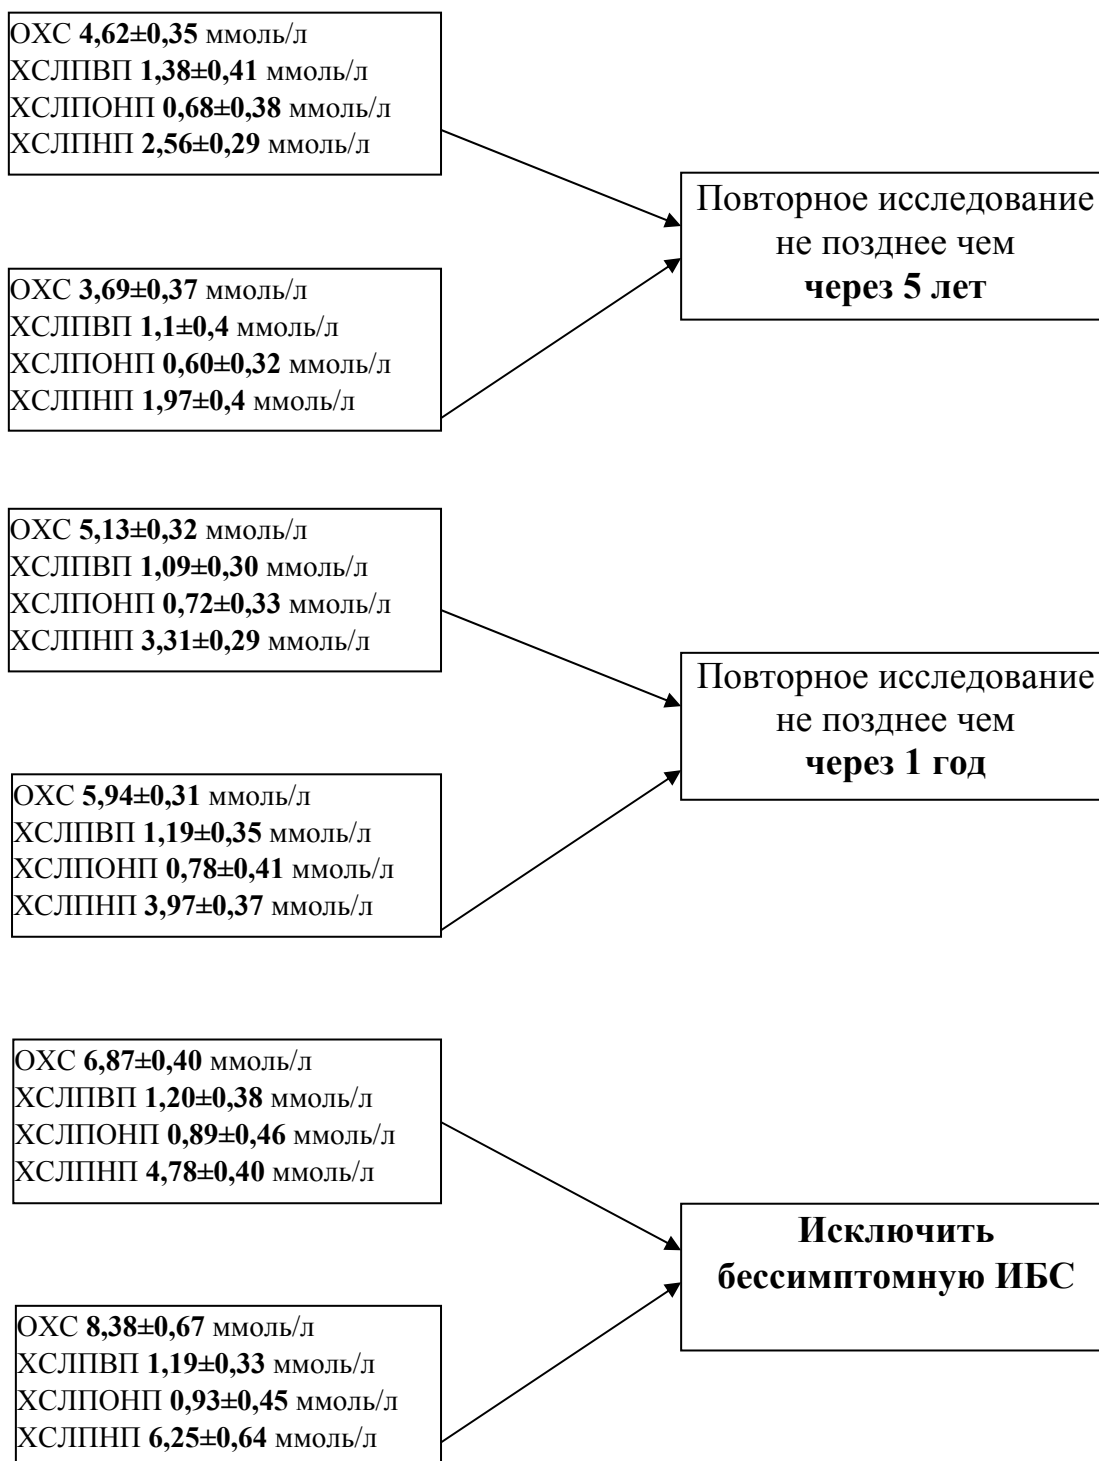 ОХС 4,62±0,35 ммоль/л
ХСЛПВП 1,38±0,41 ммоль/л
ХСЛПОНП 0,68±0,38 ммоль/л
ХСЛПНП 2,56±0,29 ммоль/л
ОХС 3,69±0,37 ммоль/л
ХСЛПВП 1,1±0,4 ммоль/л
ХСЛПОНП 0,60±0,32 ммоль/л
ХСЛПНП 1,97±0,4 ммоль/л
Повторное исследование
не позднее чем
через 5 лет
ОХС 5,13±0,32 ммоль/л
ХСЛПВП 1,09±0,30 ммоль/л
ХСЛПОНП 0,72±0,33 ммоль/л
ХСЛПНП 3,31±0,29 ммоль/л
ОХС 5,94±0,31 ммоль/л
ХСЛПВП 1,19±0,35 ммоль/л
ХСЛПОНП 0,78±0,41 ммоль/л
ХСЛПНП 3,97±0,37 ммоль/л
Повторное исследование
не позднее чем
через 1 год
ОХС 6,87±0,40 ммоль/л
ХСЛПВП 1,20±0,38 ммоль/л
ХСЛПОНП 0,89±0,46 ммоль/л
ХСЛПНП 4,78±0,40 ммоль/л
ОХС 8,38±0,67 ммоль/л
ХСЛПВП 1,19±0,33 ммоль/л
ХСЛПОНП 0,93±0,45 ммоль/л
ХСЛПНП 6,25±0,64 ммоль/л
Исключить
бессимптомную ИБС